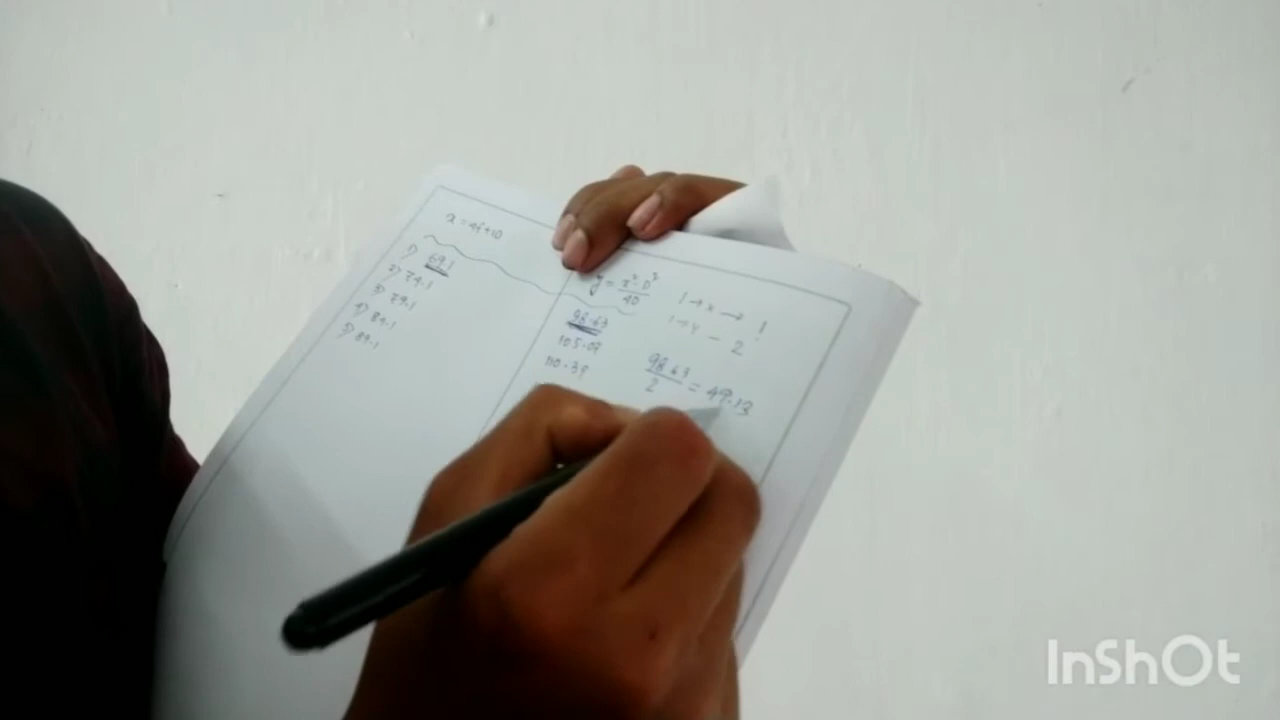 x = 4f+10
1) 69.1
2) 74.1
3) 79.1
4) 84.1
5) 89.1
y = x²-D²/40
98.63
105.07
110.39
1 → x → 1
1 → y - 2
98.63/2 = 49.13
InShOt